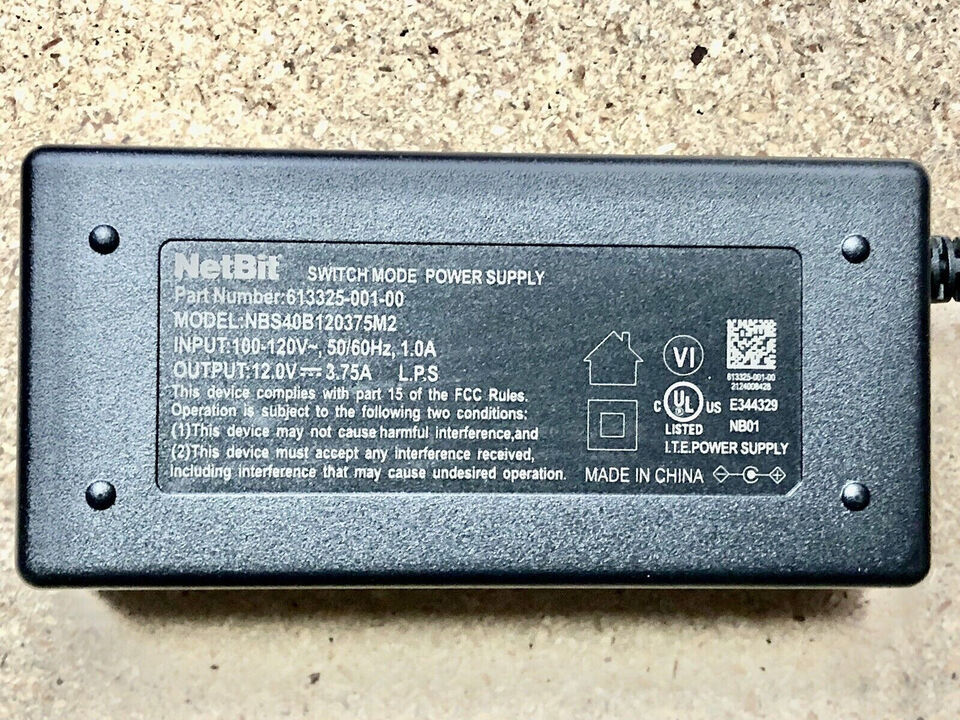 NetBit SWITCH MODE POWER SUPPLY
Part Number:613325-001-00
MODEL:NBS40B120375M2
INPUT:100-120V~, 50/60Hz, 1.0A
OUTPUT:12.0V⎓3.75A L.P.S
This device complies with part 15 of the FCC Rules.
Operation is subject to the following two conditions:
(1)This device may not cause harmful interference,and
(2)This device must accept any interference received,
including interference that may cause undesired operation.
VI
613325-001-00
2124008428
C UL US
LISTED
E344329
NB01
I.T.E.POWER SUPPLY
MADE IN CHINA